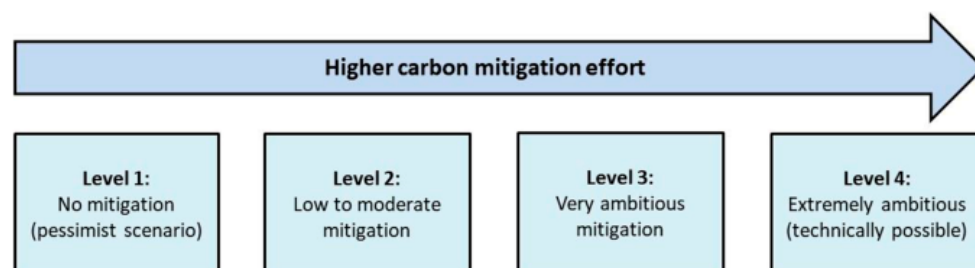 Higher carbon mitigation effort
Level 1:
No mitigation
(pessimist scenario)
Level 2:
Low to moderate
mitigation
Level 3:
Very ambitious
mitigation
Level 4:
Extremely ambitious
(technically possible)